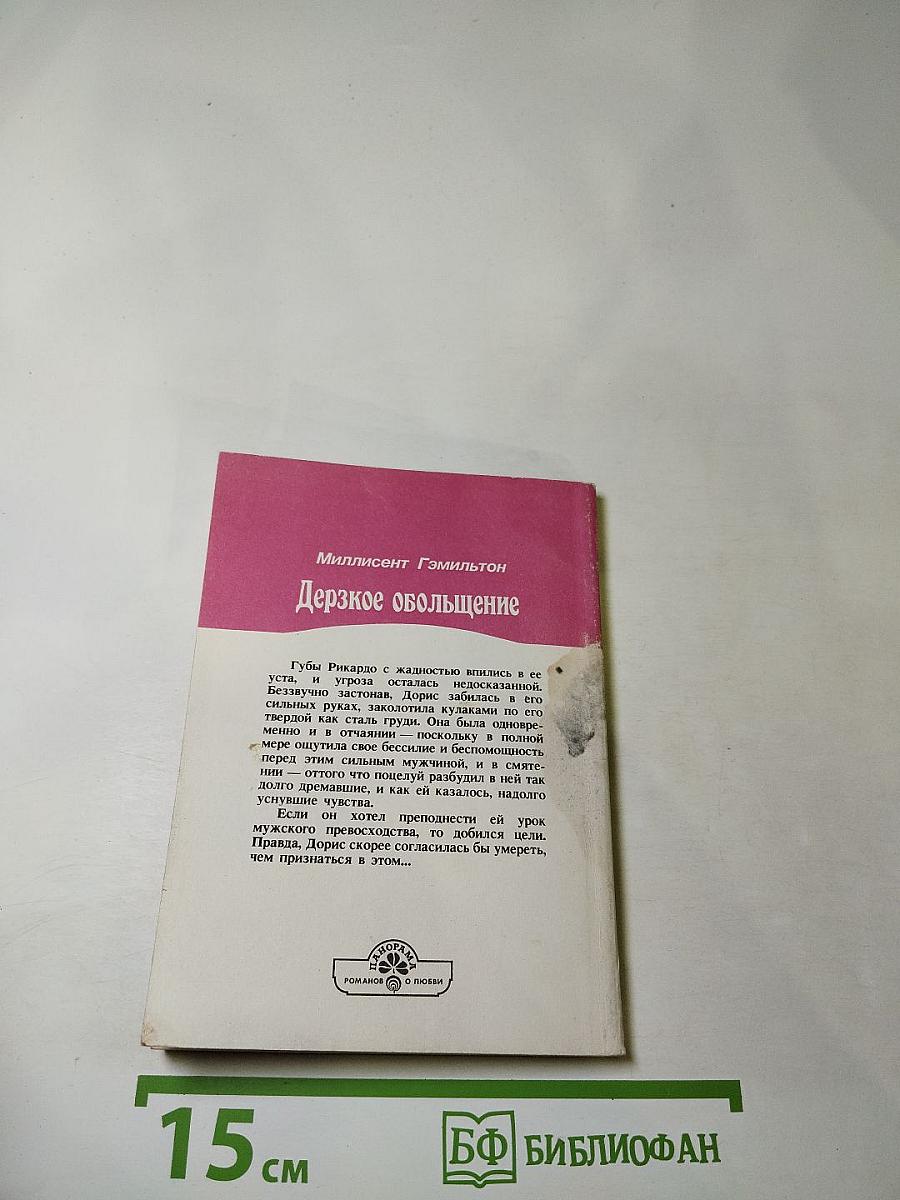 Миллисент Гэмильтон
Дерзкое обольщение
Губы Рикардо с жадностью впились в ее
уста, и угроза осталась недосказанной.
Беззвучно застонав, Дорис забилась в его
сильных руках, заколотила кулаками по его
твердой как сталь груди. Она была одновре-
менно и в отчаянии — поскольку в полной
мере ощутила свое бессилие и беспомощность
перед этим сильным мужчиной, и в смяте-
нии — оттого что поцелуй разбудил в ней так
долго дремавшие, и как ей казалось, надолго
уснувшие чувства.
Если он хотел преподнести ей урок
мужского превосходства, то добился цели.
Правда, Дорис скорее согласилась бы умереть,
чем признаться в этом...
ПАНОРАМА
РОМАНОВ О ЛЮБВИ
15 см
БФ БИБЛИОФАН